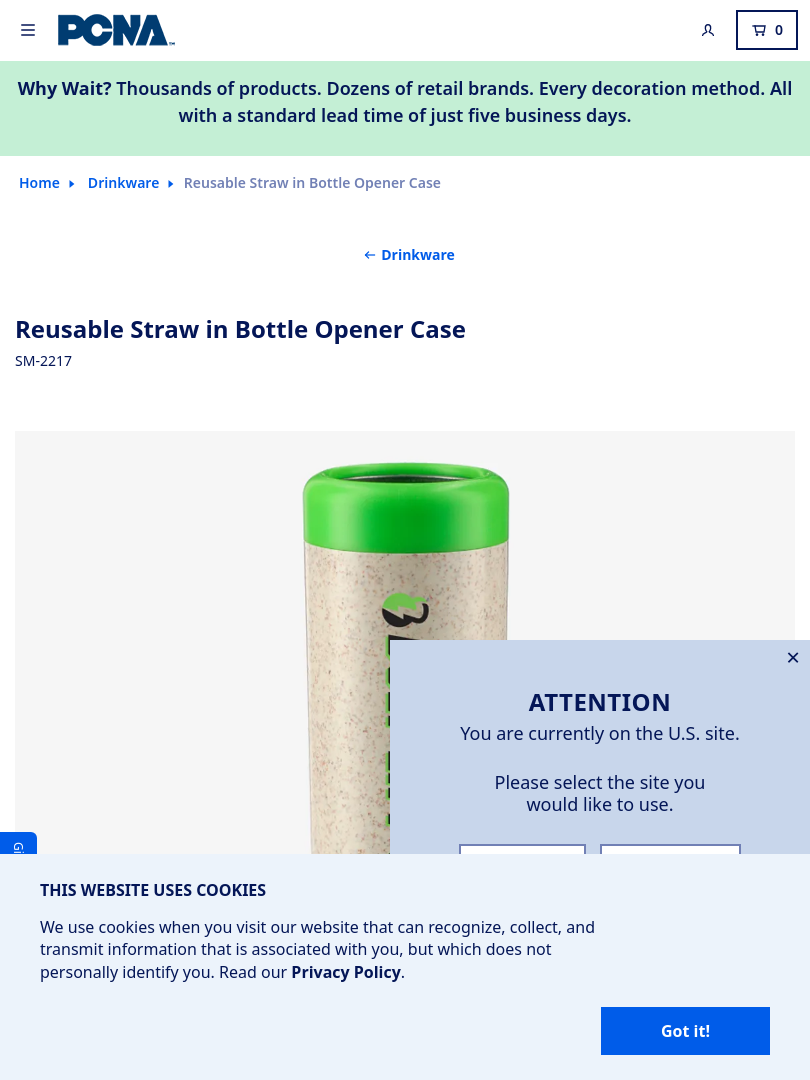 PCNA
0
Why Wait? Thousands of products. Dozens of retail brands. Every decoration method. All
with a standard lead time of just five business days.
Home
Drinkware
Reusable Straw in Bottle Opener Case
← Drinkware
Reusable Straw in Bottle Opener Case
SM-2217
ATTENTION
You are currently on the U.S. site.
Please select the site you
would like to use.
THIS WEBSITE USES COOKIES
We use cookies when you visit our website that can recognize, collect, and
transmit information that is associated with you, but which does not
personally identify you. Read our Privacy Policy.
Got it!